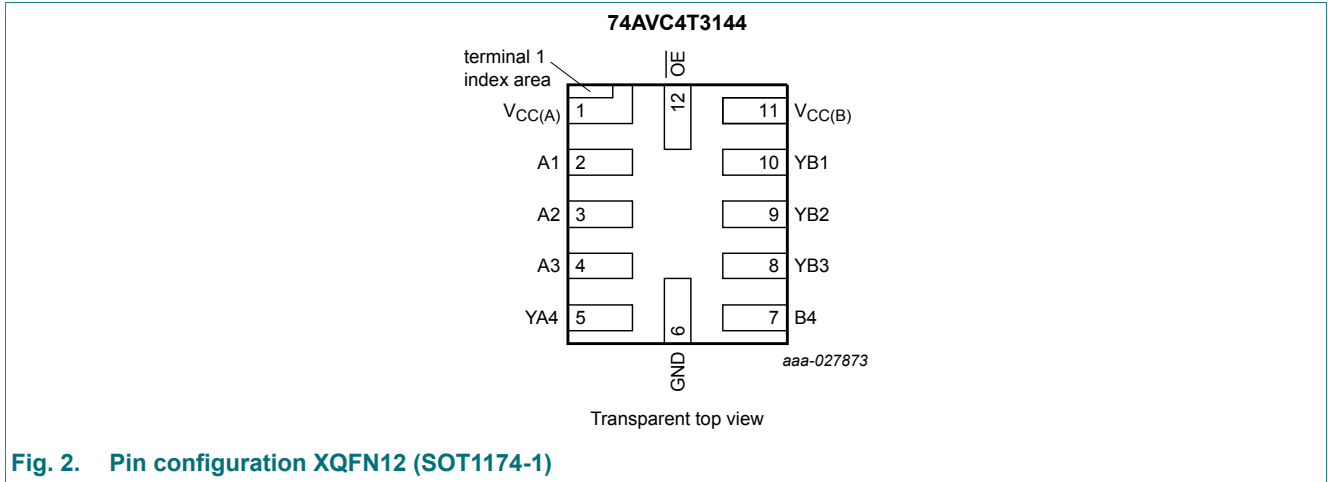 74AVC4T3144
terminal 1
index area
OE
12
VCC(A) 1
11 VCC(B)
A1 2
10 YB1
A2 3
9 YB2
A3 4
8 YB3
YA4 5
7 B4
6
GND
aaa-027873
Transparent top view
Fig. 2. Pin configuration XQFN12 (SOT1174-1)